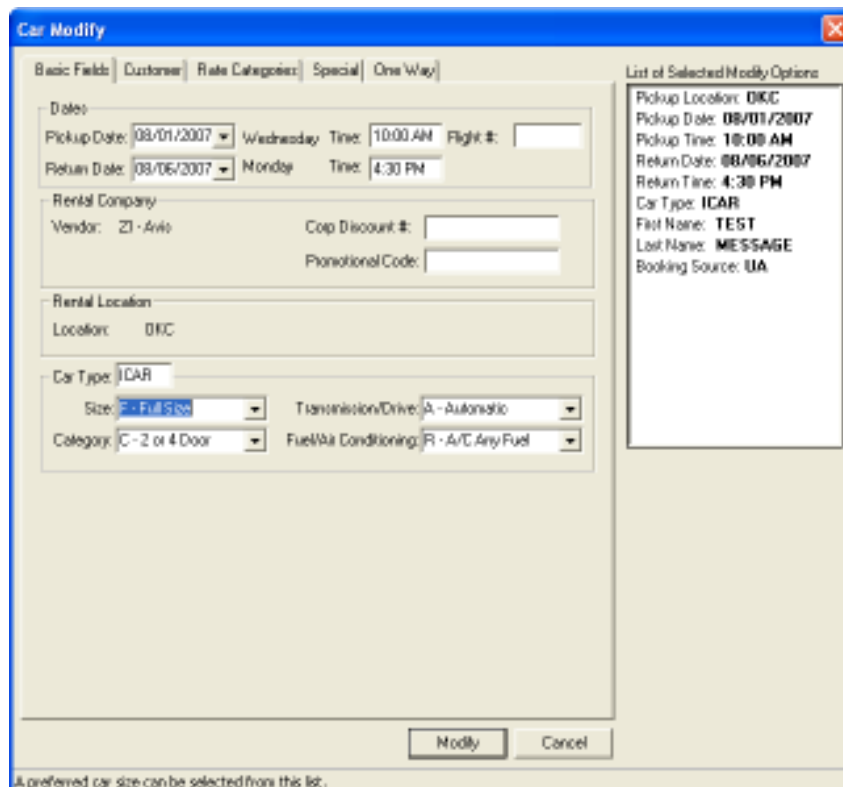 Car Modify
Basic Fields Customer Rate Categories Special One Way
List of Selected Modify Options
Dates
Pickup Date: 08/01/2007 Wednesday Time: 10:00 AM Flight #:
Return Date: 08/06/2007 Monday Time: 4:30 PM
Rental Company
Vendor: ZI - Avis Corp Discount #:
Promotional Code:
Rental Location
Location: OKC
Car Type: ICAR
Size: F - Full Size Transmission/Drive: A - Automatic
Category: C - 2 or 4 Door Fuel/Air Conditioning: R - A/C Any Fuel
Pickup Location: OKC
Pickup Date: 08/01/2007
Pickup Time: 10:00 AM
Return Date: 08/06/2007
Return Time: 4:30 PM
Car Type: ICAR
First Name: TEST
Last Name: MESSAGE
Booking Source: UA
Modify Cancel
A preferred car size can be selected from this list.